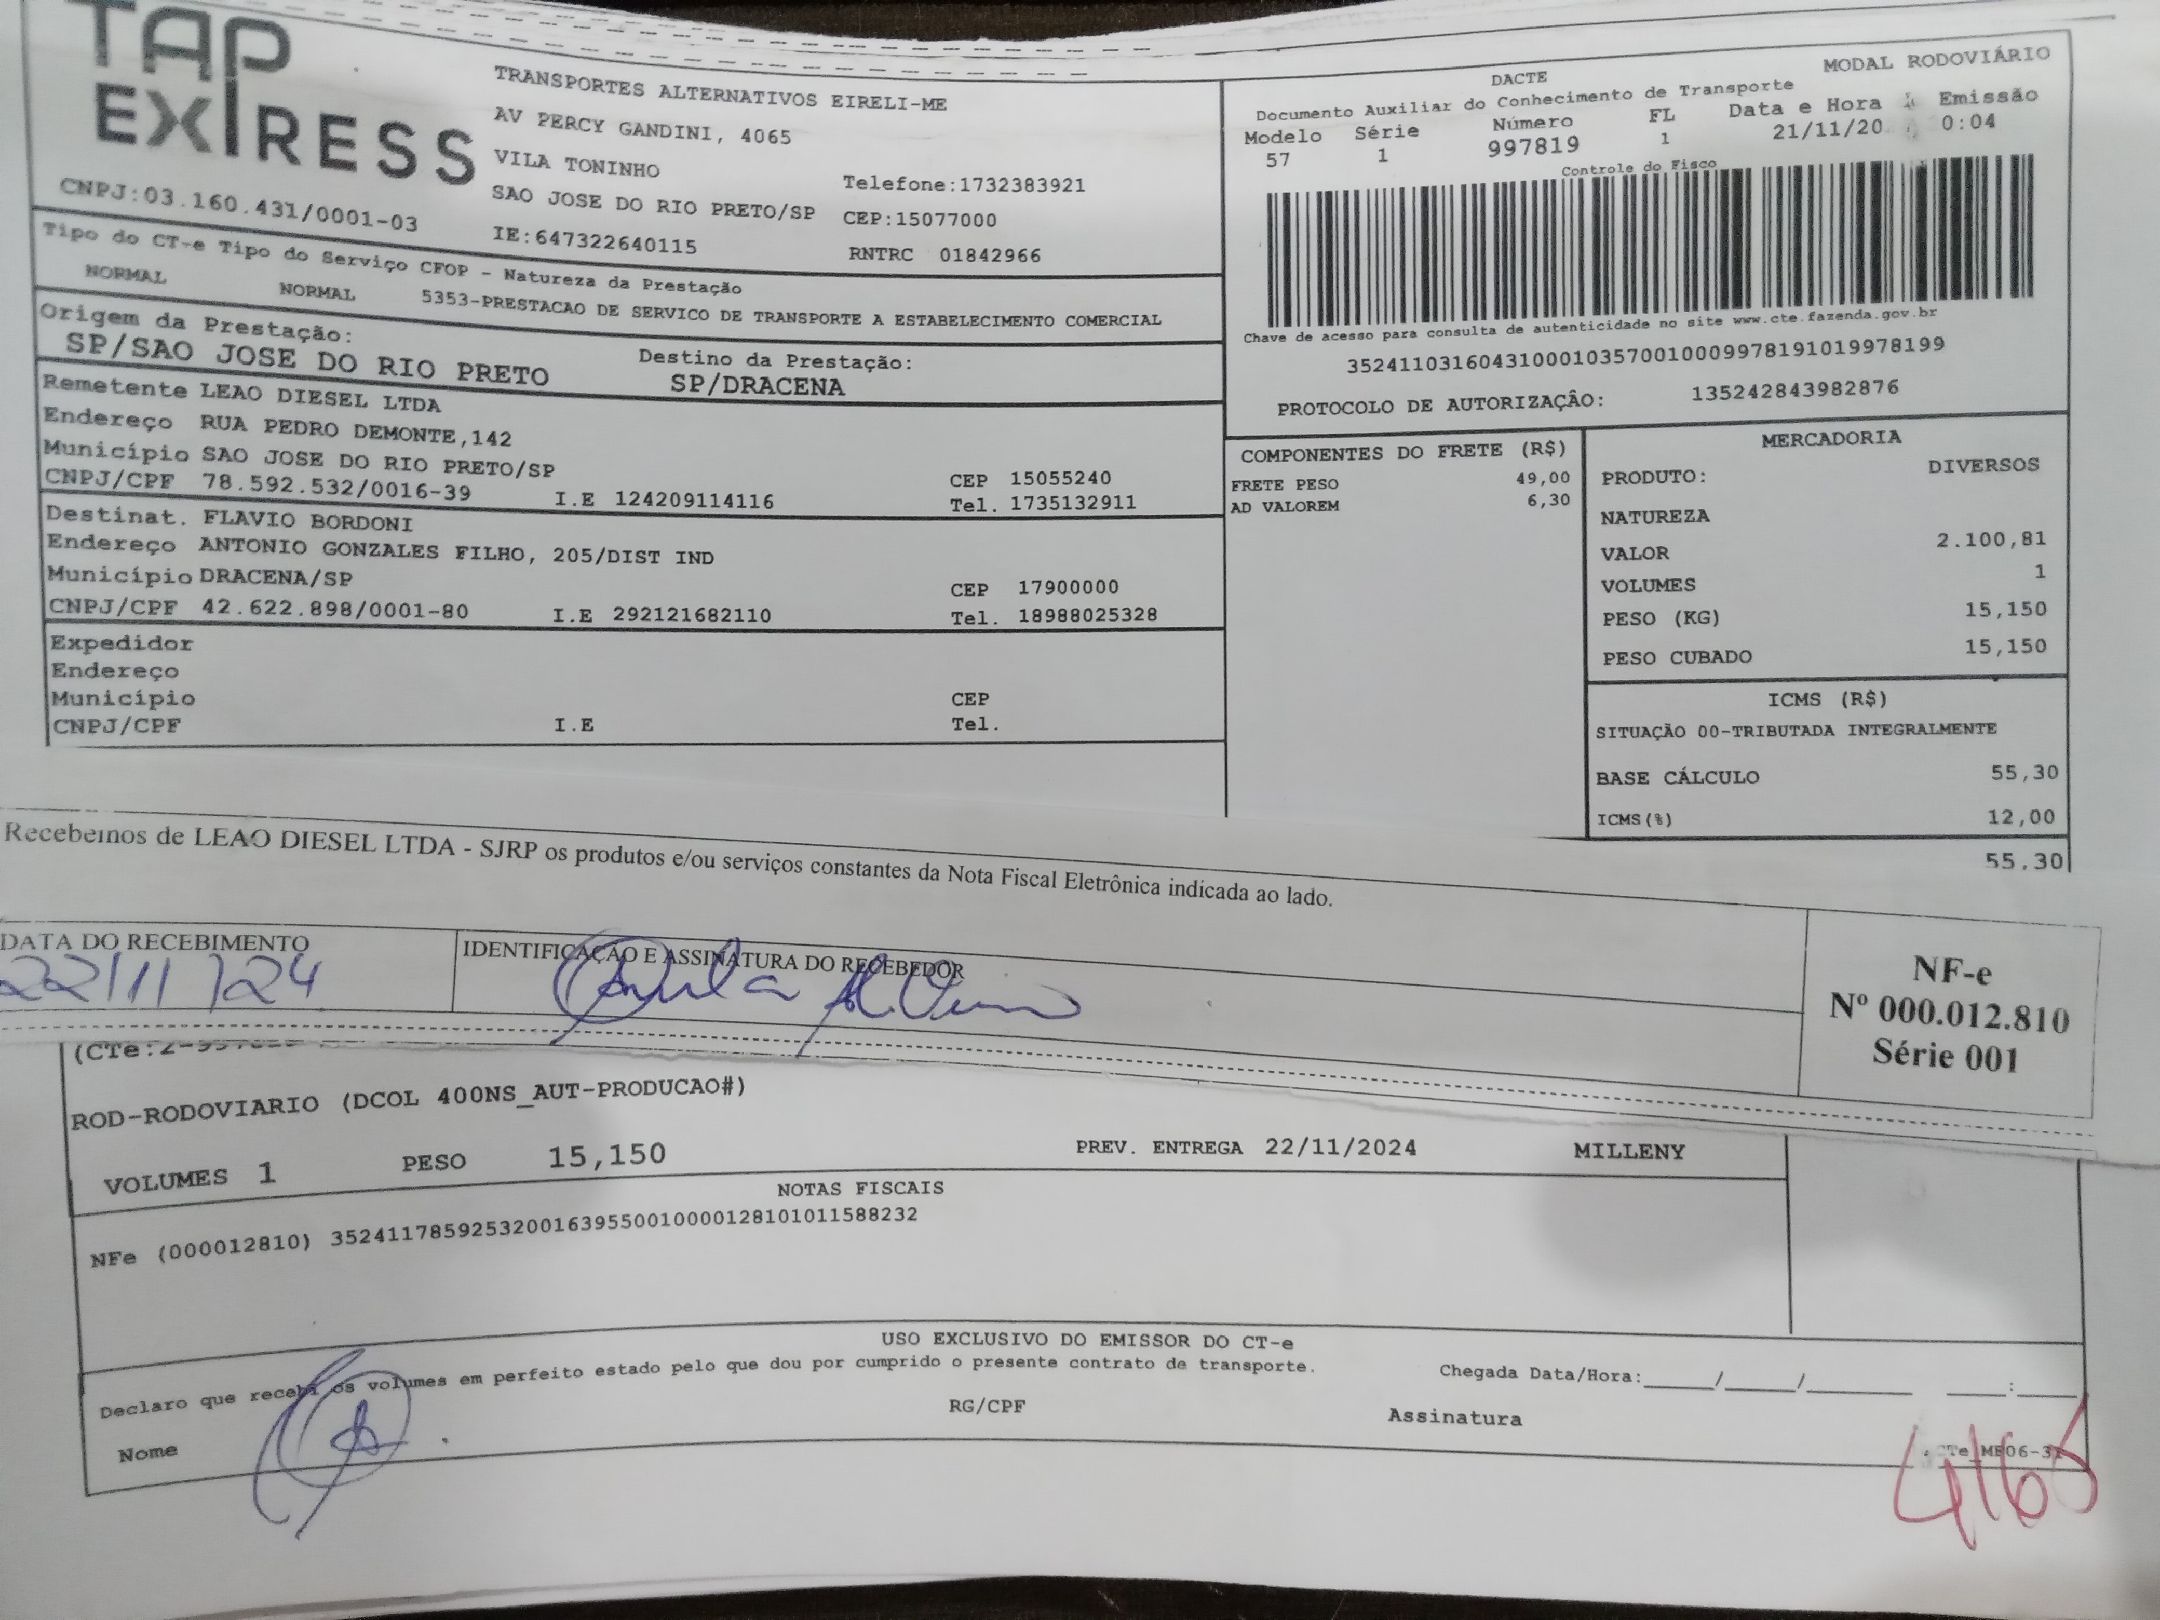 TAP
EXPRESS
CNPJ:03.160.431/0001-03
TRANSPORTES ALTERNATIVOS EIRELI-ME
AV PERCY GANDINI, 4065
VILA TONINHO
SAO JOSE DO RIO PRETO/SP
IE:647322640115
Telefone:1732383921
CEP:15077000
RNTRC 01842966
MODAL RODOVIÁRIO
DACTE
Documento Auxiliar do Conhecimento de Transporte
Modelo Série Número FL Data e Hora Emissão
57 1 997819 1 21/11/20 0:04
Controle do Fisco
Chave de acesso para consulta de autenticidade no site www.cte.fazenda.gov.br
35241103160431000103570010009978191019978199
PROTOCOLO DE AUTORIZAÇÂO: 135242843982876
Tipo do CT-e Tipo do Serviço CFOP - Natureza da Prestação
NORMAL NORMAL 5353-PRESTACAO DE SERVICO DE TRANSPORTE A ESTABELECIMENTO COMERCIAL
Origem da Prestação: Destino da Prestação:
SP/SAO JOSE DO RIO PRETO SP/DRACENA
Remetente LEAO DIESEL LTDA
Endereço RUA PEDRO DEMONTE,142
Município SAO JOSE DO RIO PRETO/SP CEP 15055240
CNPJ/CPF 78.592.532/0016-39 I.E 124209114116 Tel. 1735132911
Destinat. FLAVIO BORDONI
Endereço ANTONIO GONZALES FILHO, 205/DIST IND
Município DRACENA/SP CEP 17900000
CNPJ/CPF 42.622.898/0001-80 I.E 292121682110 Tel. 18988025328
Expedidor
Endereço
Município CEP
CNPJ/CPF I.E Tel.
COMPONENTES DO FRETE (R$)
FRETE PESO 49,00
AD VALOREM 6,30
MERCADORIA
PRODUTO: DIVERSOS
NATUREZA
VALOR 2.100,81
VOLUMES 1
PESO (KG) 15,150
PESO CUBADO 15,150
ICMS (R$)
SITUAÇÃO 00-TRIBUTADA INTEGRALMENTE
BASE CÁLCULO 55,30
ICMS(%) 12,00
55.30
Recebemos de LEAO DIESEL LTDA - SJRP os produtos e/ou serviços constantes da Nota Fiscal Eletrônica indicada ao lado.
DATA DO RECEBIMENTO IDENTIFICAÇÃO E ASSINATURA DO RECEBEDOR
22/11/24
NF-e
Nº 000.012.810
Série 001
ROD-RODOVIARIO (DCOL 400NS_AUT-PRODUCAO#)
VOLUMES 1 PESO 15,150 PREV. ENTREGA 22/11/2024 MILLENY
NOTAS FISCAIS
NFe (000012810) 35241178592532001639550010000128101011588232
USO EXCLUSIVO DO EMISSOR DO CT-e
Declaro que recebi os volumes em perfeito estado pelo que dou por cumprido o presente contrato de transporte.
Chegada Data/Hora:____/____/______ ____:____
Nome RG/CPF Assinatura